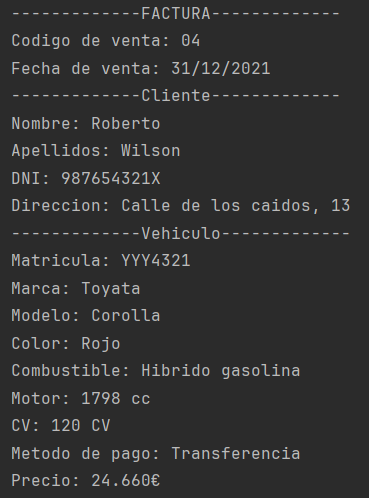 -------------FACTURA-------------
Codigo de venta: 04
Fecha de venta: 31/12/2021
-------------Cliente-------------
Nombre: Roberto
Apellidos: Wilson
DNI: 987654321X
Direccion: Calle de los caidos, 13
-------------Vehiculo-------------
Matricula: YYY4321
Marca: Toyata
Modelo: Corolla
Color: Rojo
Combustible: Hibrido gasolina
Motor: 1798 cc
CV: 120 CV
Metodo de pago: Transferencia
Precio: 24.660€